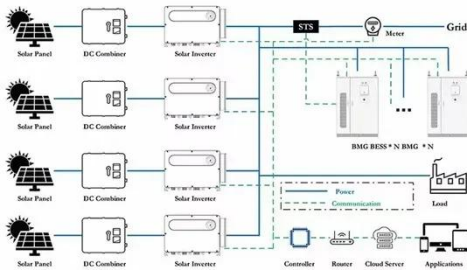 STS
Meter
Grid
Solar Panel
DC Combiner
Solar Inverter
Solar Panel
DC Combiner
Solar Inverter
BMG BESS * N BMG * N
Solar Panel
DC Combiner
Solar Inverter
Power
Communication
Load
Solar Panel
DC Combiner
Solar Inverter
Controller
Router
Cloud Server
Applications